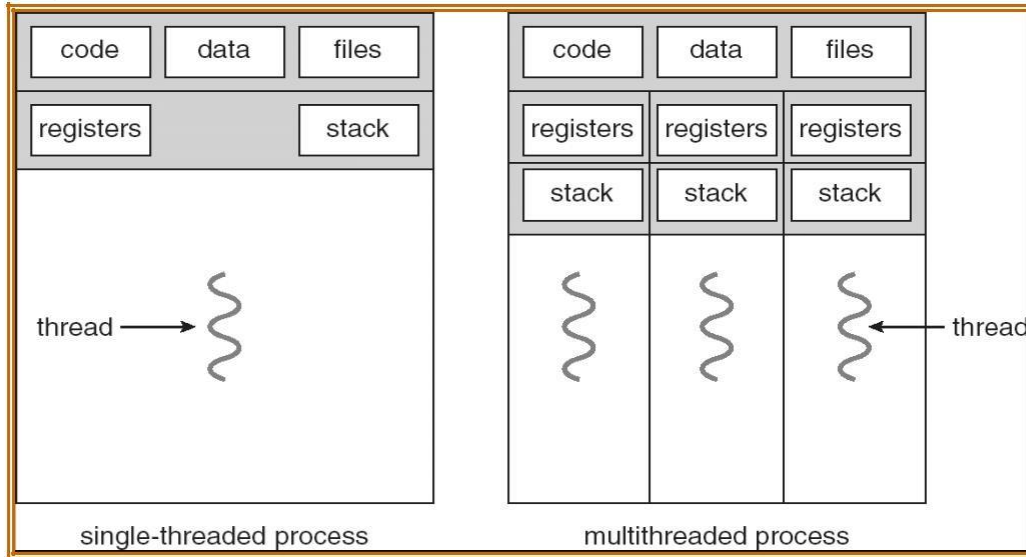 code data files code data files
registers stack registers registers registers
stack stack stack
thread thread
single-threaded process multithreaded process